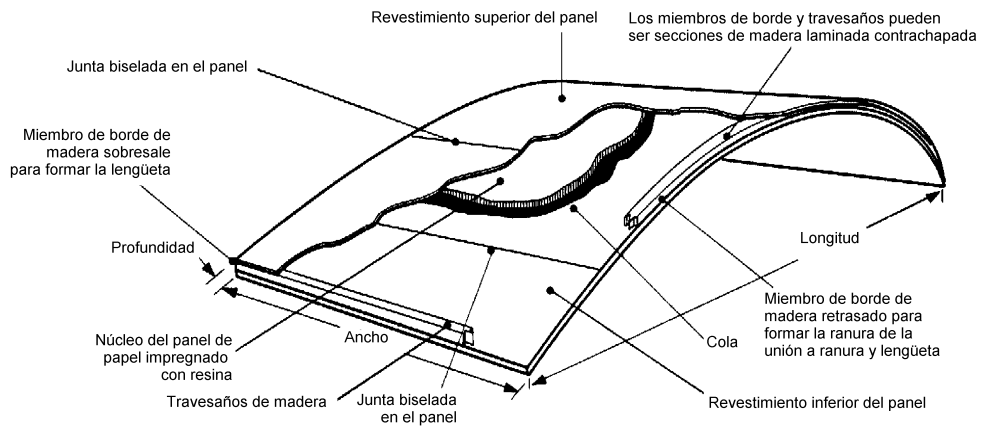 Revestimiento superior del panel
Los miembros de borde y travesaños pueden
ser secciones de madera laminada contrachapada
Junta biselada en el panel
Miembro de borde de
madera sobresale
para formar la lengüeta
Profundidad
Longitud
Ancho
Núcleo del panel de
papel impregnado
con resina
Travesaños de madera
Junta biselada
en el panel
Cola
Miembro de borde de
madera retrasado para
formar la ranura de la
unión a ranura y lengüeta
Revestimiento inferior del panel